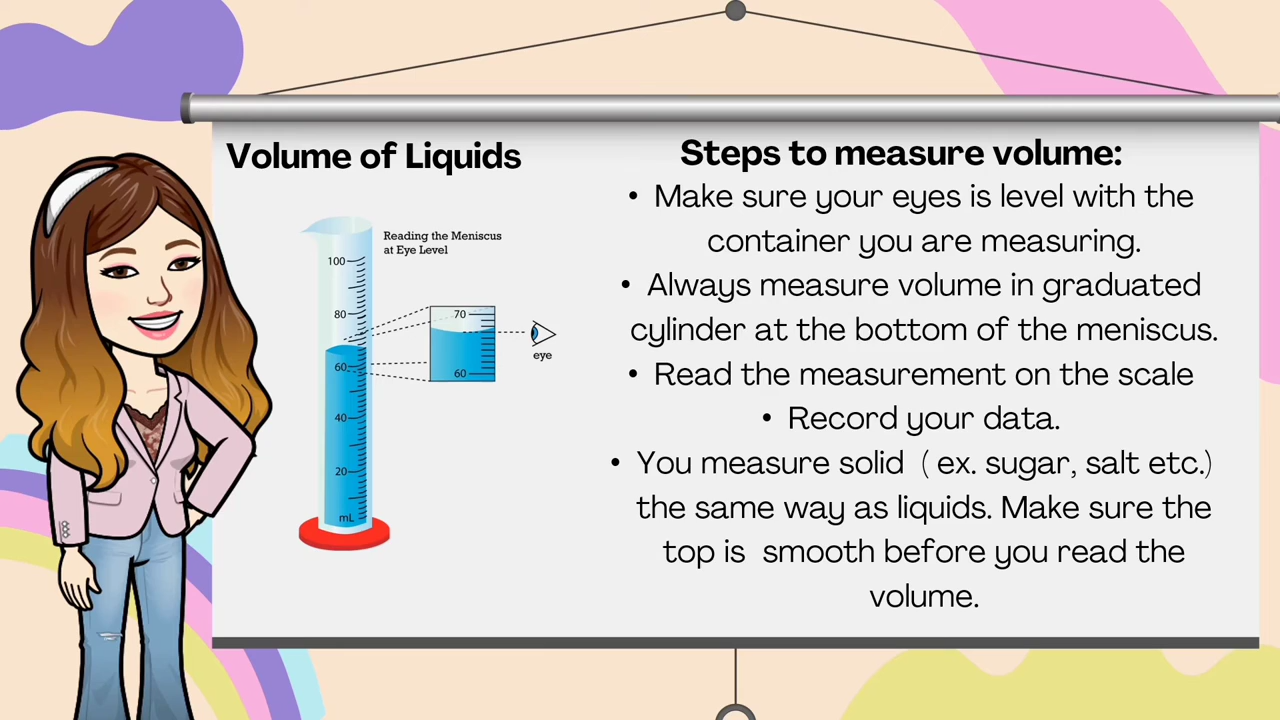 Volume of Liquids
Reading the Meniscus
at Eye Level
100
80
60
40
20
mL
70
60
eye
Steps to measure volume:
• Make sure your eyes is level with the
container you are measuring.
• Always measure volume in graduated
cylinder at the bottom of the meniscus.
• Read the measurement on the scale
• Record your data.
• You measure solid ( ex. sugar, salt etc.)
the same way as liquids. Make sure the
top is smooth before you read the
volume.